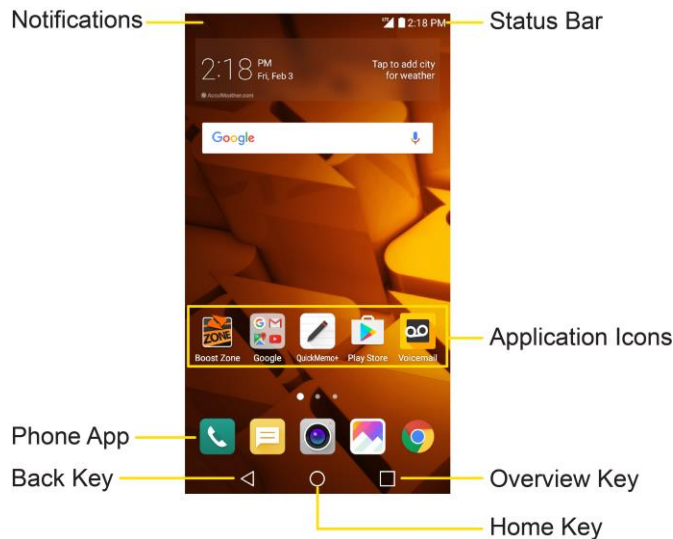 Notifications
2:18 PM
Status Bar
2:18 PM
Fri, Feb 3
Tap to add city
for weather
AccuWeather.com
Google
ZONE
Boost Zone
Google
QuickMemo+
Play Store
Voicemail
Application Icons
Phone App
Back Key
Overview Key
Home Key